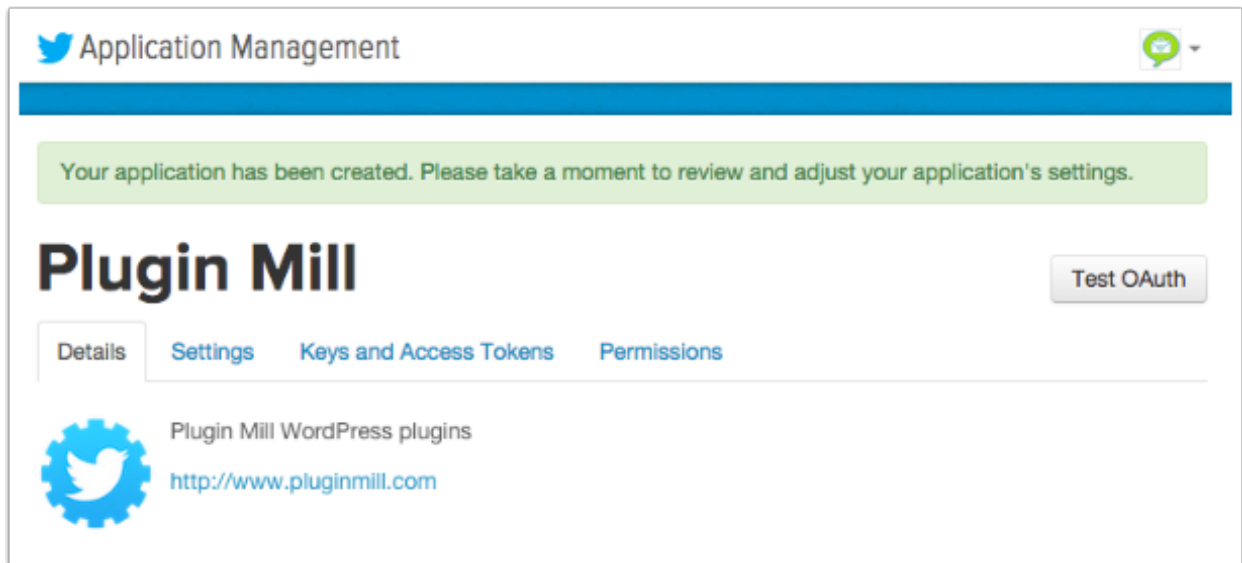 Application Management
Your application has been created. Please take a moment to review and adjust your application's settings.
Plugin Mill
Test OAuth
Details Settings Keys and Access Tokens Permissions
Plugin Mill WordPress plugins
http://www.pluginmill.com